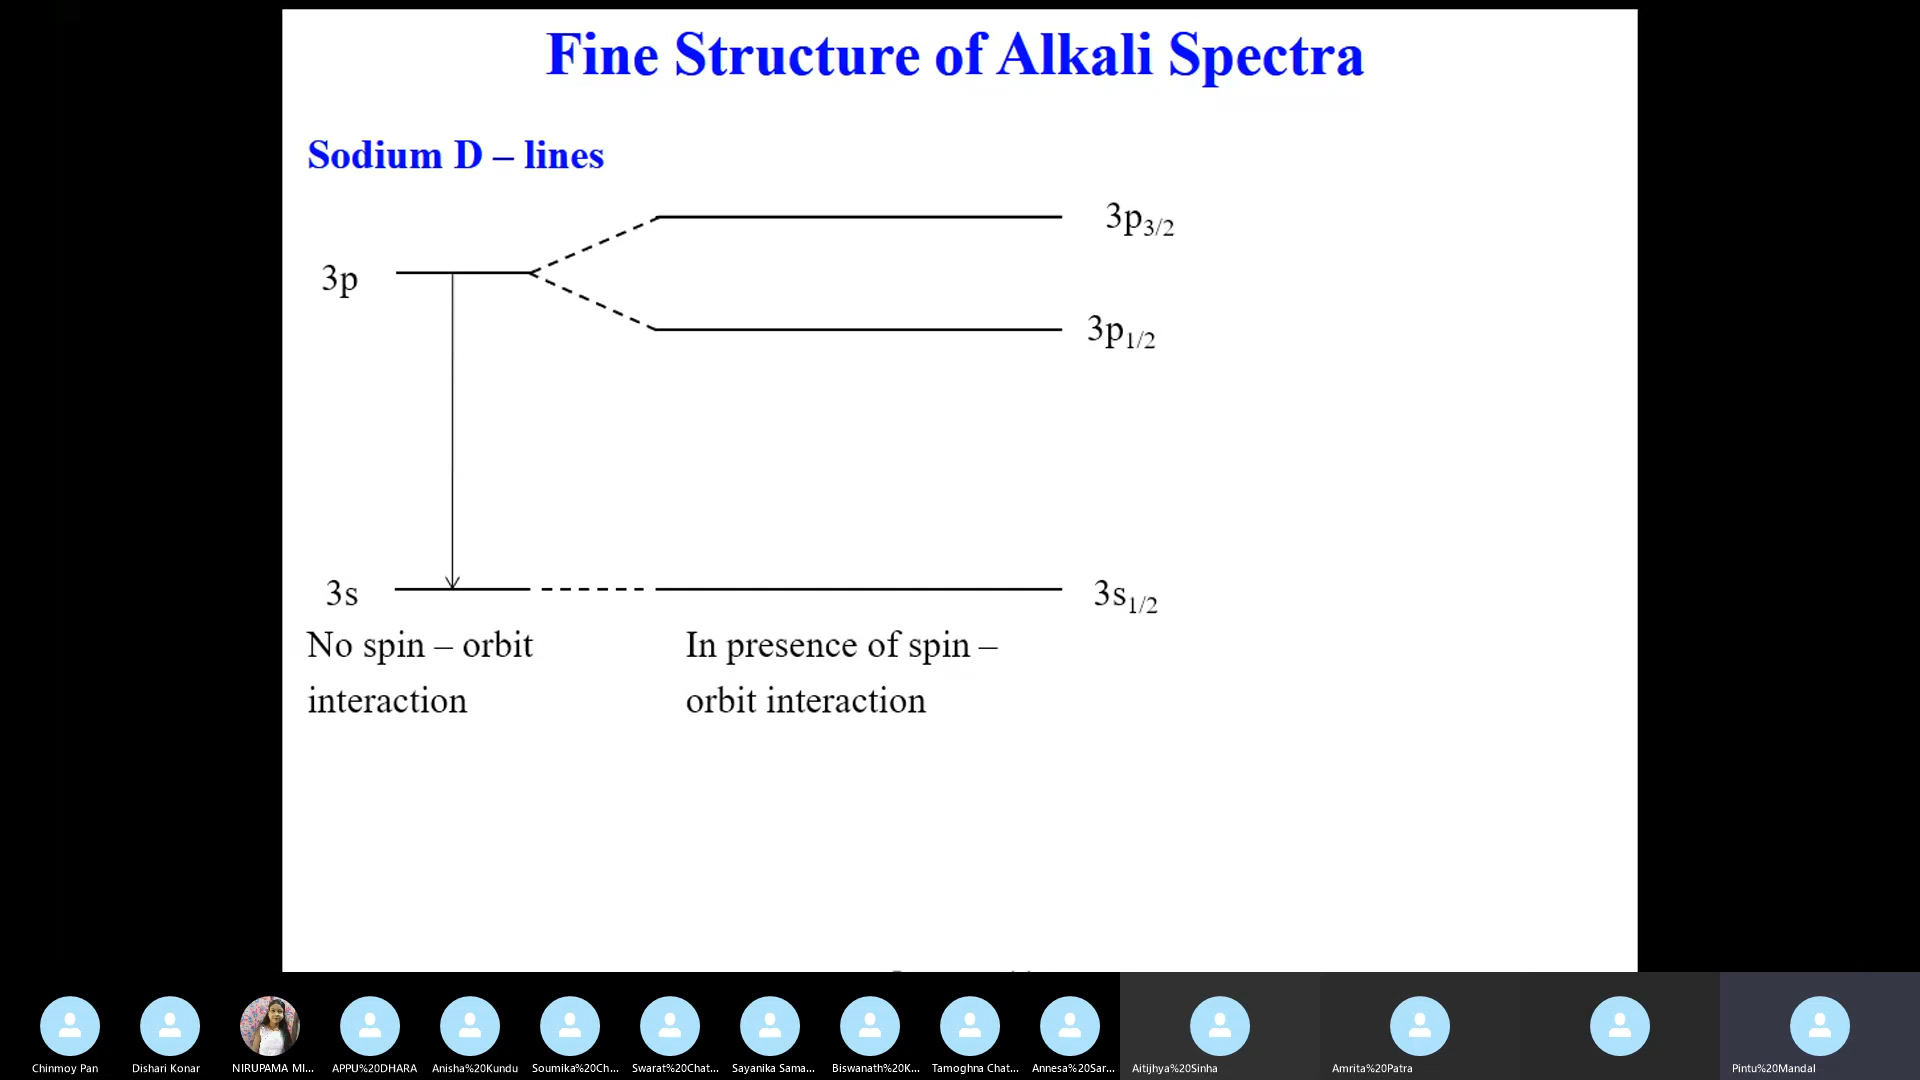 Fine Structure of Alkali Spectra
Sodium D – lines
3p
3p3/2
3p1/2
3s
3s1/2
No spin – orbit
interaction
In presence of spin –
orbit interaction
Chinmoy Pan
Dishari Konar
NIRUPAMA MI...
APPU%20DHARA
Anisha%20Kundu
Soumika%20Ch...
Swarat%20Chat...
Sayanika Sama...
Biswanath%20K...
Tamoghna Chat...
Annesa%20Sar...
Aitijhya%20Sinha
Amrita%20Patra
Pintu%20Mandal